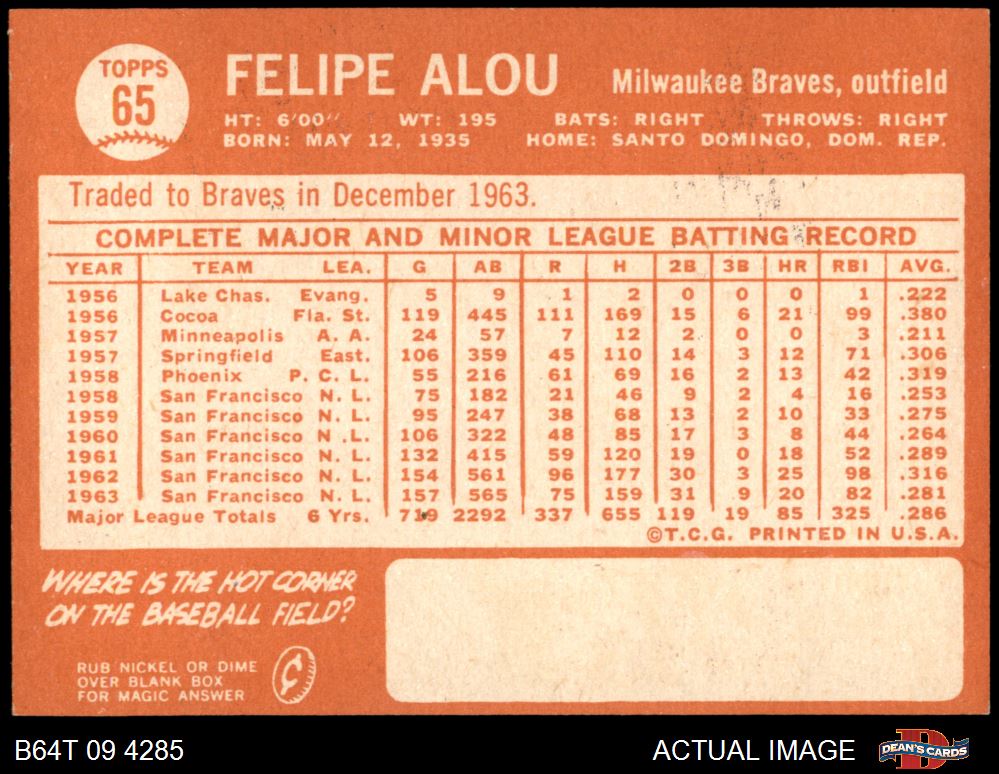 TOPPS
65
FELIPE ALOU
Milwaukee Braves, outfield
HT: 6'00" WT: 195 BATS: RIGHT THROWS: RIGHT
BORN: MAY 12, 1935 HOME: SANTO DOMINGO, DOM. REP.
Traded to Braves in December 1963.
COMPLETE MAJOR AND MINOR LEAGUE BATTING RECORD
YEAR TEAM LEA. G AB R H 2B 3B HR RBI AVG.
1956 Lake Chas. Evang. 5 9 1 2 0 0 0 1 .222
1956 Cocoa Fla. St. 119 445 111 169 15 6 21 99 .380
1957 Minneapolis A. A. 24 57 7 12 2 0 0 3 .211
1957 Springfield East. 106 359 45 110 14 3 12 71 .306
1958 Phoenix P. C. L. 55 216 61 69 16 2 13 42 .319
1958 San Francisco N. L. 75 182 21 46 9 2 4 16 .253
1959 San Francisco N. L. 95 247 38 68 13 2 10 33 .275
1960 San Francisco N .L. 106 322 48 85 17 3 8 44 .264
1961 San Francisco N. L. 132 415 59 120 19 0 18 52 .289
1962 San Francisco N. L. 154 561 96 177 30 3 25 98 .316
1963 San Francisco N. L. 157 565 75 159 31 9 20 82 .281
Major League Totals 6 Yrs. 719 2292 337 655 119 19 85 325 .286
©T.C.G. PRINTED IN U.S.A.
WHERE IS THE HOT CORNER
ON THE BASEBALL FIELD?
RUB NICKEL OR DIME
OVER BLANK BOX
FOR MAGIC ANSWER
¢
B64T 09 4285
ACTUAL IMAGE
D
DEAN'S CARDS